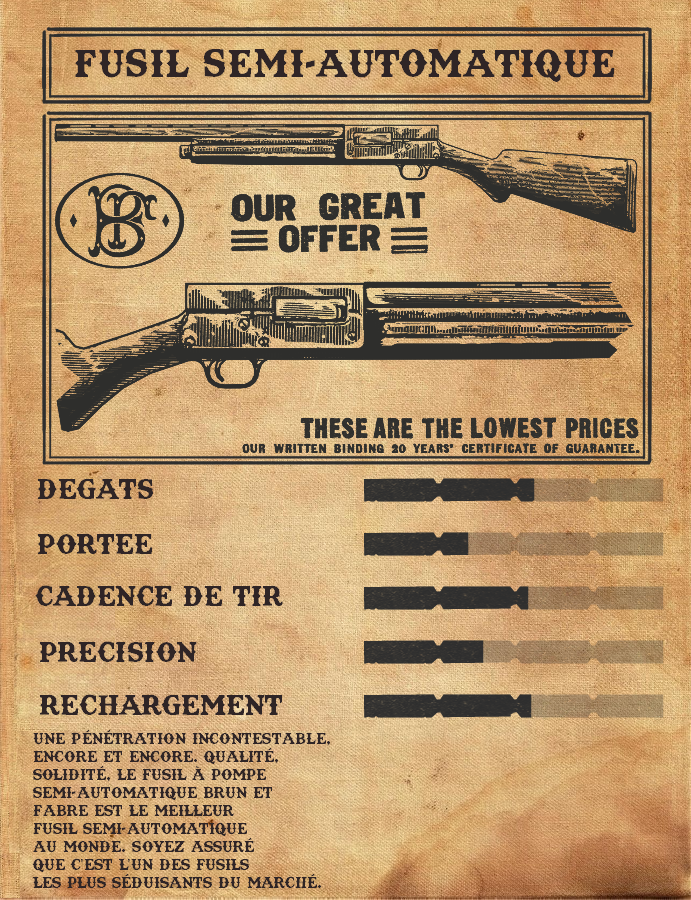 FUSIL SEMI-AUTOMATIQUE
OUR GREAT
OFFER
THESE ARE THE LOWEST PRICES
OUR WRITTEN BINDING 20 YEARS' CERTIFICATE OF GUARANTEE.
DEGATS
PORTEE
CADENCE DE TIR
PRECISION
RECHARGEMENT
UNE PÉNÉTRATION INCONTESTABLE,
ENCORE ET ENCORE. QUALITÉ,
SOLIDITÉ. LE FUSIL À POMPE
SEMI-AUTOMATIQUE BRUN ET
FABRE EST LE MEILLEUR
FUSIL SEMI-AUTOMATIQUE
AU MONDE. SOYEZ ASSURÉ
QUE C'EST L'UN DES FUSILS
LES PLUS SÉDUISANTS DU MARCHÉ.